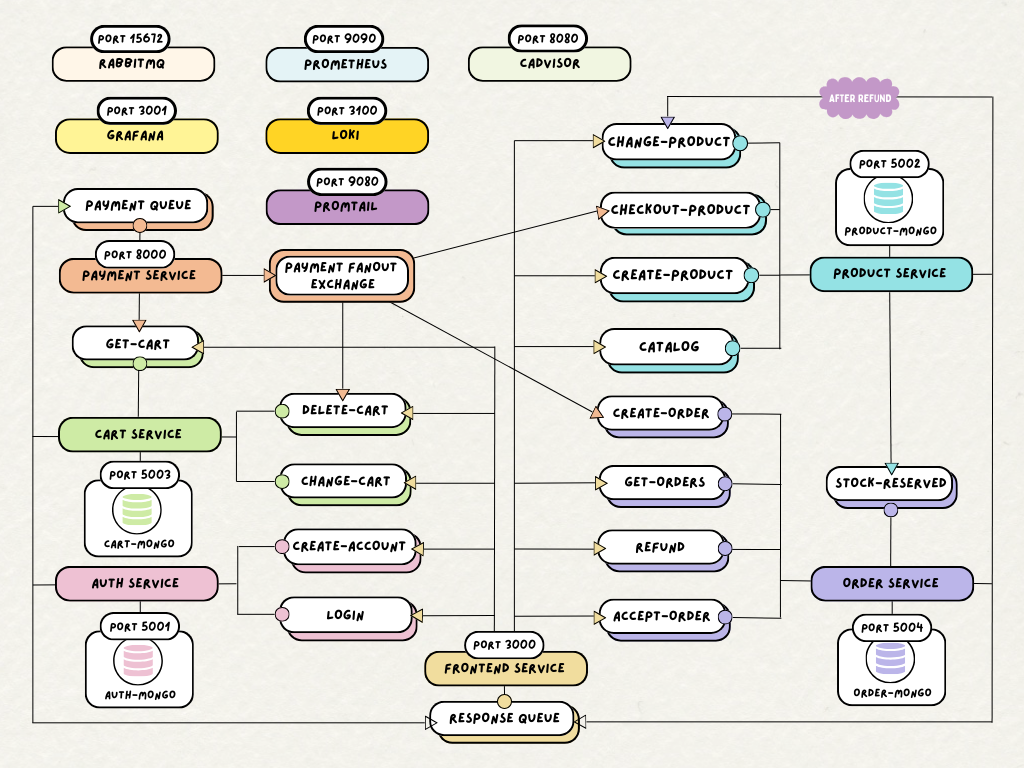 PORT 15672
RABBITMQ
PORT 9090
PROMETHEUS
PORT 8080
CADVISOR
PORT 3001
GRAFANA
PORT 3100
LOKI
PORT 9080
PROMTAIL
AFTER REFUND
PAYMENT QUEUE
PORT 8000
PAYMENT SERVICE
PAYMENT FANOUT
EXCHANGE
GET-CART
CART SERVICE
PORT 5003
CART-MONGO
AUTH SERVICE
PORT 5001
AUTH-MONGO
DELETE-CART
CHANGE-CART
CREATE-ACCOUNT
LOGIN
PORT 3000
FRONTEND SERVICE
RESPONSE QUEUE
CHANGE-PRODUCT
CHECKOUT-PRODUCT
CREATE-PRODUCT
CATALOG
CREATE-ORDER
GET-ORDERS
REFUND
ACCEPT-ORDER
PORT 5002
PRODUCT-MONGO
PRODUCT SERVICE
STOCK-RESERVED
ORDER SERVICE
PORT 5004
ORDER-MONGO